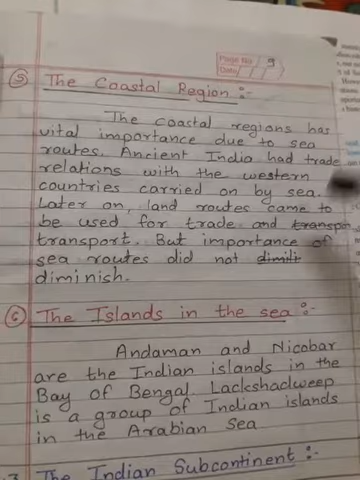 Page No. 9
Date
⑤ The Coastal Region :-
The coastal regions has
vital importance due to sea
routes. Ancient India had trade
relations with the western
countries carried on by sea.
Later on, land routes came to
be used for trade and transpor
transport. But importance of
sea routes did not dimili
diminish.
⑥ The Islands in the sea :-
Andaman and Nicobar
are the Indian islands in the
Bay of Bengal. Lackshadweep
is a group of Indian islands
in the Arabian Sea
The Indian Subcontinent :-